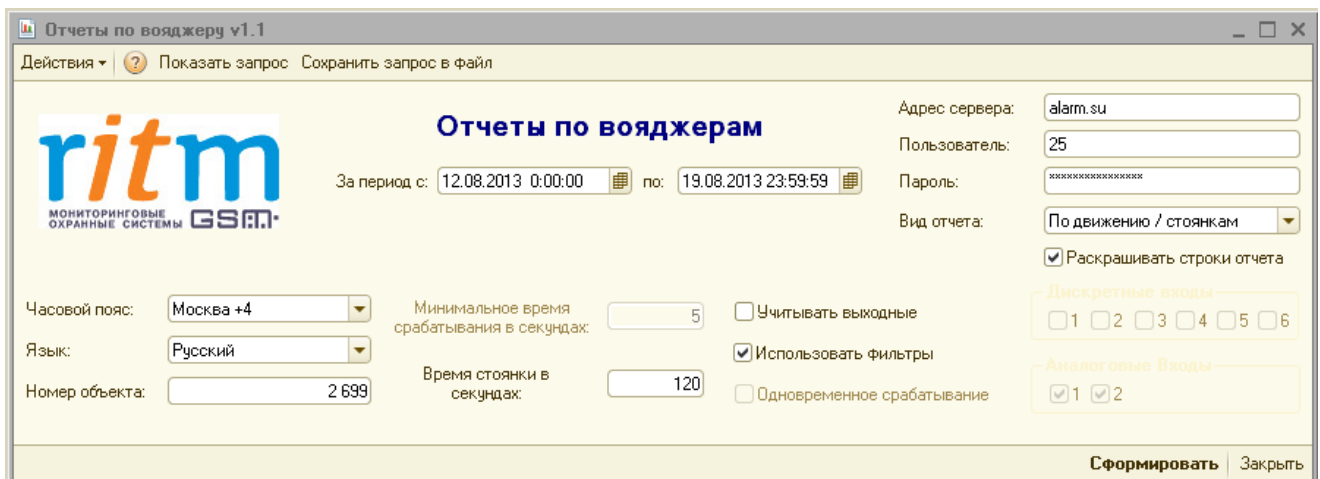 Отчеты по вояджеру v1.1
Действия Показать запрос Сохранить запрос в файл
ritm
МОНИТОРИНГОВЫЕ
ОХРАННЫЕ СИСТЕМЫ GSM
Отчеты по вояджерам
За период с: 12.08.2013 0:00:00 по: 19.08.2013 23:59:59
Адрес сервера: alarm.su
Пользователь: 25
Пароль: ****************
Вид отчета: По движению / стоянкам
Раскрашивать строки отчета
Часовой пояс: Москва +4
Язык: Русский
Номер объекта: 2 699
Минимальное время
срабатывания в секундах: 5
Время стоянки в
секундах: 120
Учитывать выходные
Использовать фильтры
Одновременное срабатывание
Дискретные входы
1 2 3 4 5 6
Аналоговые Входы
1 2
Сформировать Закрыть